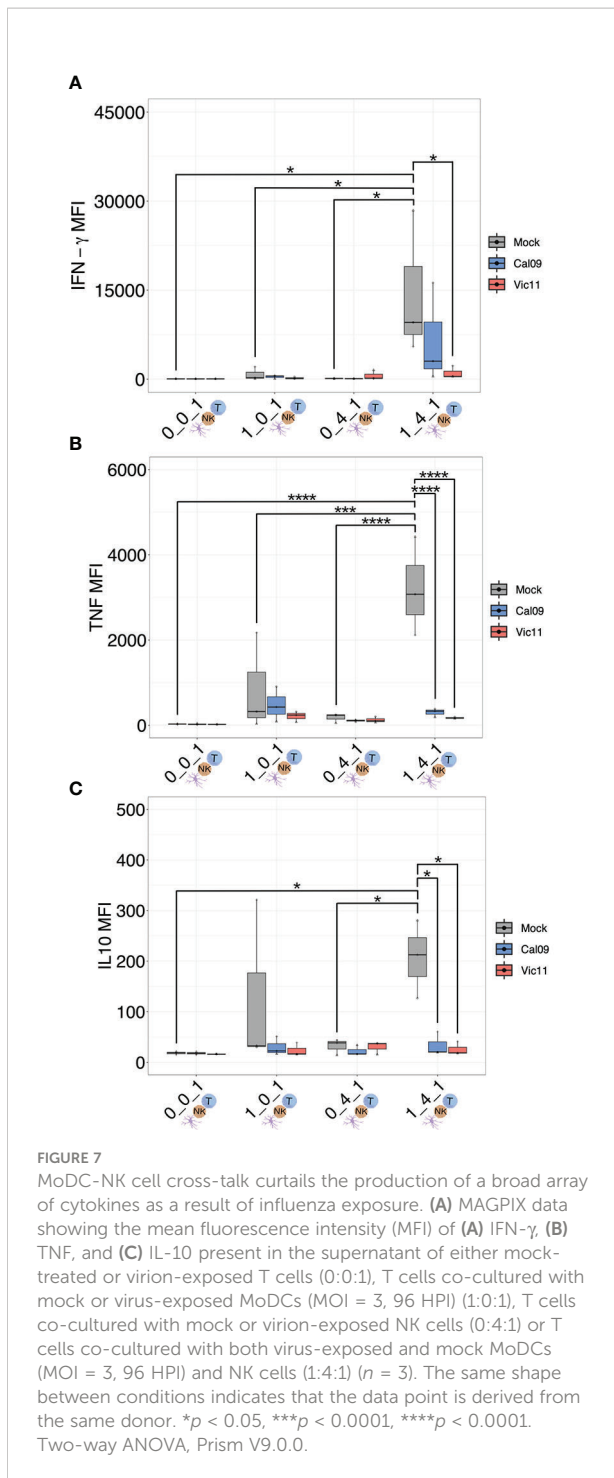 A
45000
30000
15000
0
IFN − γ MFI
*
*
*
*
Mock
Cal09
Vic11
0_0_1
1_0_1
0_4_1
1_4_1
NK T
NK T
NK T
NK T
B
6000
4000
2000
0
TNF MFI
****
***
****
****
****
Mock
Cal09
Vic11
0_0_1
1_0_1
0_4_1
1_4_1
NK T
NK T
NK T
NK T
C
500
400
300
200
100
0
IL10 MFI
*
*
*
*
Mock
Cal09
Vic11
0_0_1
1_0_1
0_4_1
1_4_1
NK T
NK T
NK T
NK T
FIGURE 7
MoDC-NK cell cross-talk curtails the production of a broad array
of cytokines as a result of influenza exposure. (A) MAGPIX data
showing the mean fluorescence intensity (MFI) of (A) IFN-γ, (B)
TNF, and (C) IL-10 present in the supernatant of either mock-
treated or virion-exposed T cells (0:0:1), T cells co-cultured with
mock or virus-exposed MoDCs (MOI = 3, 96 HPI) (1:0:1), T cells
co-cultured with mock or virion-exposed NK cells (0:4:1) or T
cells co-cultured with both virus-exposed and mock MoDCs
(MOI = 3, 96 HPI) and NK cells (1:4:1) (n = 3). The same shape
between conditions indicates that the data point is derived from
the same donor. *p < 0.05, ***p < 0.0001, ****p < 0.0001.
Two-way ANOVA, Prism V9.0.0.